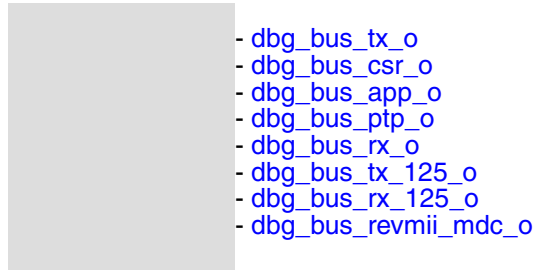 - dbg_bus_tx_o
- dbg_bus_csr_o
- dbg_bus_app_o
- dbg_bus_ptp_o
- dbg_bus_rx_o
- dbg_bus_tx_125_o
- dbg_bus_rx_125_o
- dbg_bus_revmii_mdc_o